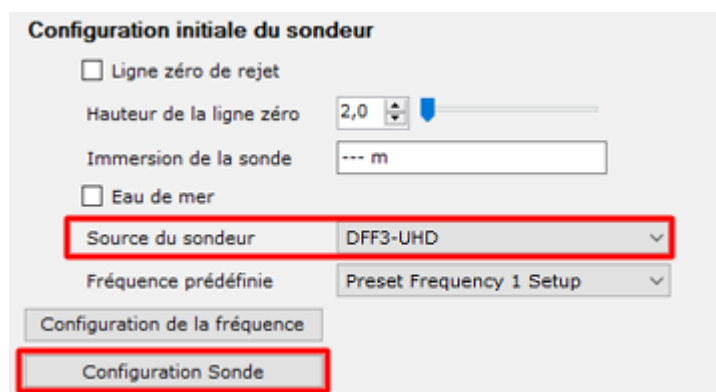 Configuration initiale du sondeur
Ligne zéro de rejet
Hauteur de la ligne zéro 2,0
Immersion de la sonde --- m
Eau de mer
Source du sondeur DFF3-UHD
Fréquence prédéfinie Preset Frequency 1 Setup
Configuration de la fréquence
Configuration Sonde